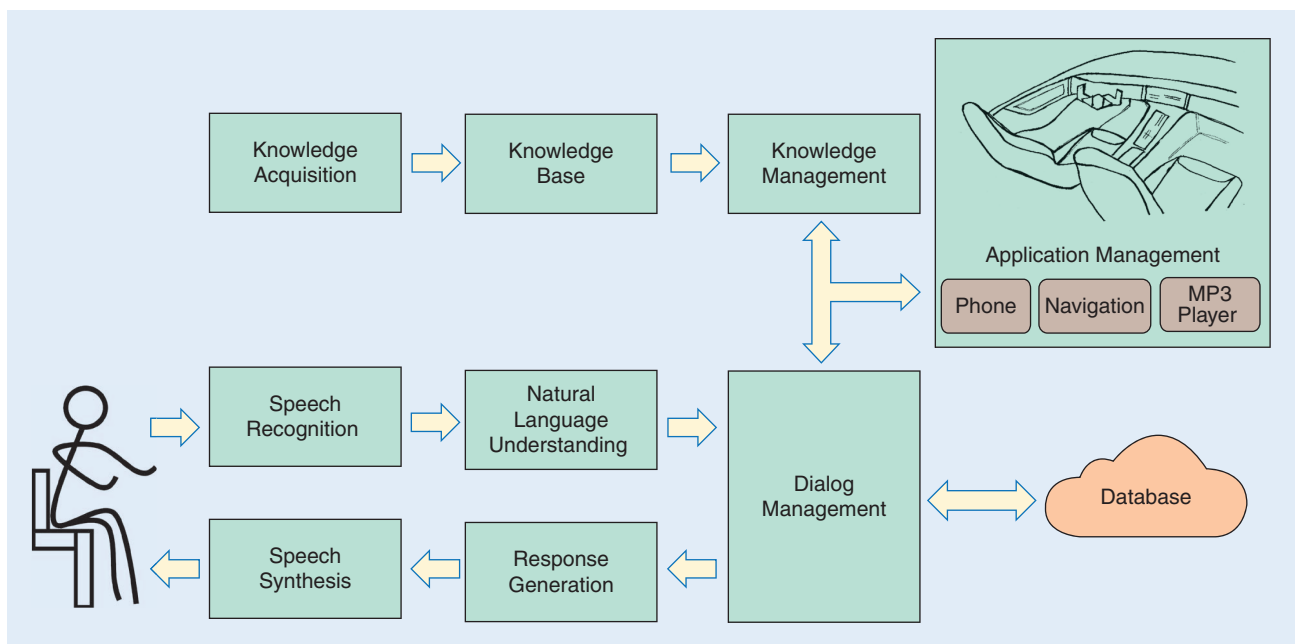 Knowledge
Acquisition
Knowledge
Base
Knowledge
Management
Application Management
Phone
Navigation
MP3
Player
Speech
Recognition
Natural
Language
Understanding
Dialog
Management
Database
Speech
Synthesis
Response
Generation